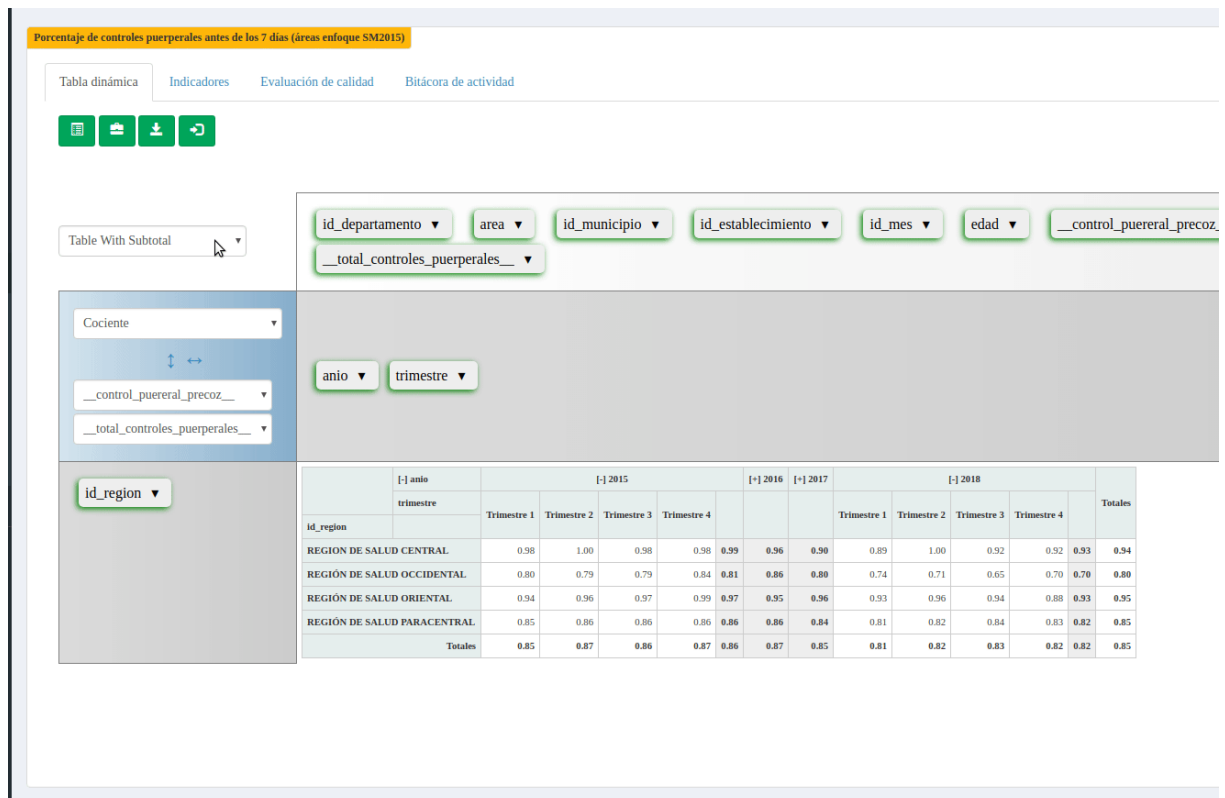 Porcentaje de controles puerperales antes de los 7 días (áreas enfoque SM2015)
Tabla dinámica Indicadores Evaluación de calidad Bitácora de actividad
id_departamento ▼ area ▼ id_municipio ▼ id_establecimiento ▼ id_mes ▼ edad ▼ __control_puereral_precoz_
Table With Subtotal ▼
__total_controles_puerperales__ ▼
Cociente ▼
↕ ↔
__control_puereral_precoz__ ▼
__total_controles_puerperales__ ▼
anio ▼ trimestre ▼
id_region ▼
[-] anio [-] 2015 [+] 2016 [+] 2017 [-] 2018 Totales
trimestre Trimestre 1 Trimestre 2 Trimestre 3 Trimestre 4 Trimestre 1 Trimestre 2 Trimestre 3 Trimestre 4
id_region
REGION DE SALUD CENTRAL 0.98 1.00 0.98 0.98 0.99 0.96 0.90 0.89 1.00 0.92 0.92 0.93 0.94
REGIÓN DE SALUD OCCIDENTAL 0.80 0.79 0.79 0.84 0.81 0.86 0.80 0.74 0.71 0.65 0.70 0.70 0.80
REGIÓN DE SALUD ORIENTAL 0.94 0.96 0.97 0.99 0.97 0.95 0.96 0.93 0.96 0.94 0.88 0.93 0.95
REGIÓN DE SALUD PARACENTRAL 0.85 0.86 0.86 0.86 0.86 0.86 0.84 0.81 0.82 0.84 0.83 0.82 0.85
Totales 0.85 0.87 0.86 0.87 0.86 0.87 0.85 0.81 0.82 0.83 0.82 0.82 0.85